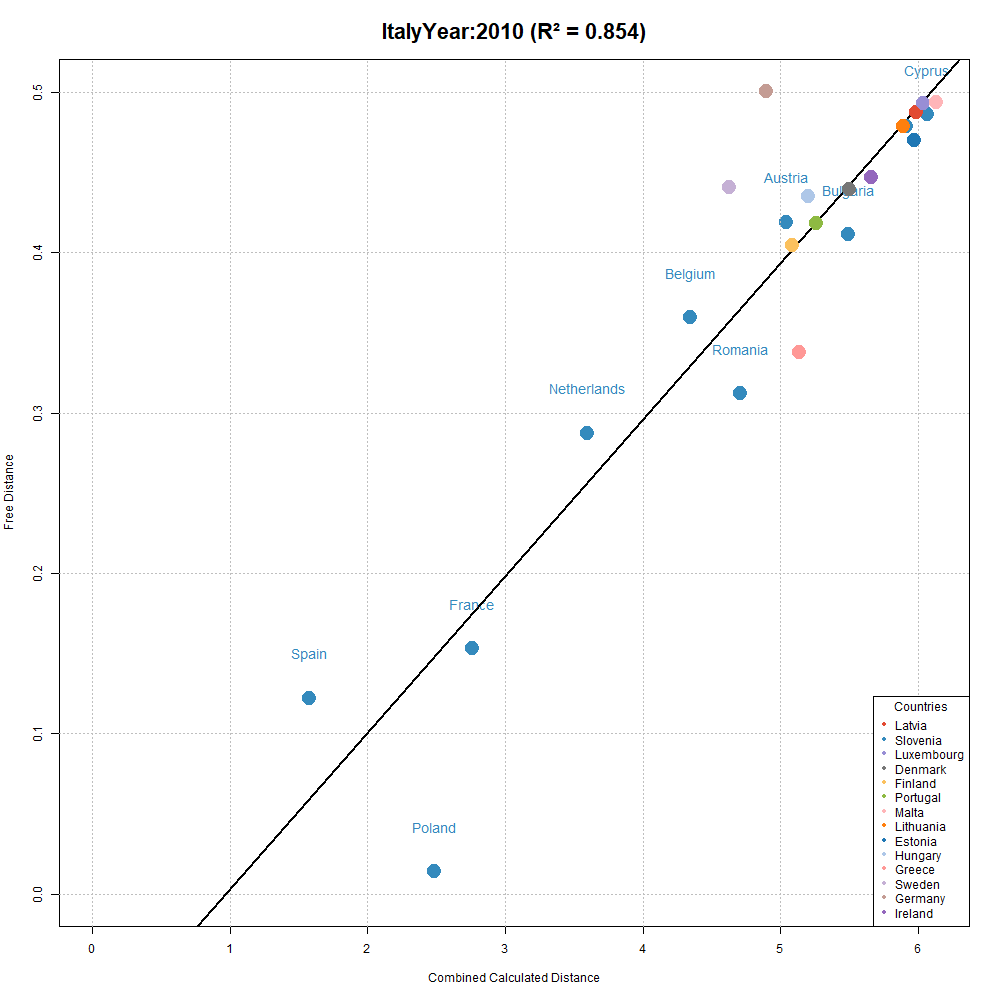 ItalyYear:2010 (R² = 0.854)
Cyprus
0.5
Austria
Bulgaria
0.4
Belgium
Romania
Netherlands
0.3
Free Distance
0.2
France
Spain
0.1
Poland
0.0
Countries
Latvia
Slovenia
Luxembourg
Denmark
Finland
Portugal
Malta
Lithuania
Estonia
Hungary
Greece
Sweden
Germany
Ireland
0 1 2 3 4 5 6
Combined Calculated Distance